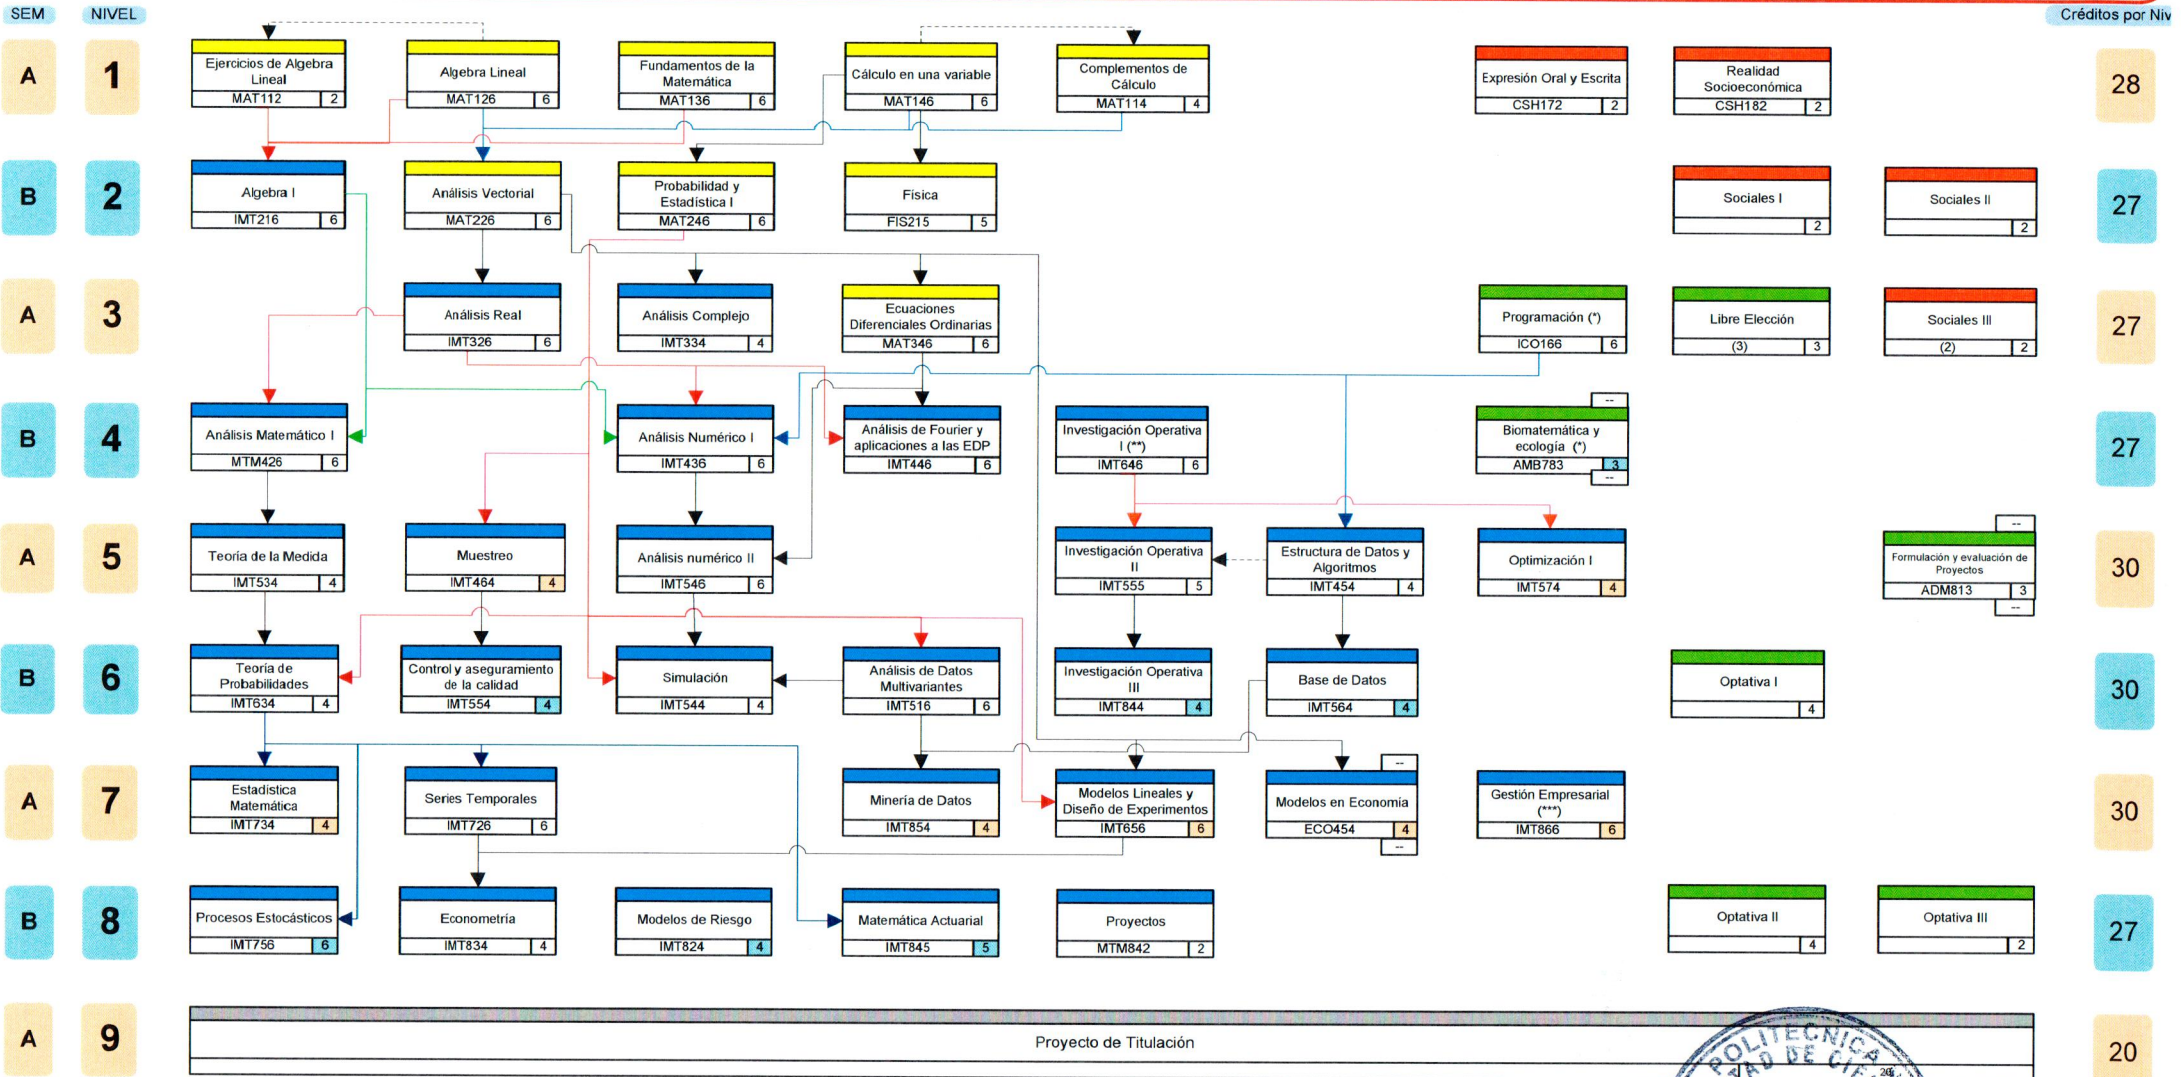 SEM
NIVEL
Créditos por Niv
A
1
Ejercicios de Algebra
Lineal
MAT112
2
Algebra Lineal
MAT126
6
Fundamentos de la
Matemática
MAT136
6
Cálculo en una variable
MAT146
6
Complementos de
Cálculo
MAT114
4
Expresión Oral y Escrita
CSH172
2
Realidad
Socioeconómica
CSH182
2
28
B
2
Algebra I
IMT216
6
Análisis Vectorial
MAT226
6
Probabilidad y
Estadística I
MAT246
6
Física
FIS215
5
Sociales I
2
Sociales II
2
27
A
3
Análisis Real
IMT326
6
Análisis Complejo
IMT334
4
Ecuaciones
Diferenciales Ordinarias
MAT346
6
Programación (*)
ICO166
6
Libre Elección
(3)
3
Sociales III
(2)
2
27
B
4
Análisis Matemático I
MTM426
6
Análisis Numérico I
IMT436
6
Análisis de Fourier y
aplicaciones a las EDP
IMT446
6
Investigación Operativa
I (**)
IMT646
6
--
Biomatemática y
ecología (*)
AMB783
3
--
27
A
5
Teoría de la Medida
IMT534
4
Muestreo
IMT464
4
Análisis numérico II
IMT546
6
Investigación Operativa
II
IMT555
5
Estructura de Datos y
Algoritmos
IMT454
4
Optimización I
IMT574
4
--
Formulación y evaluación de
Proyectos
ADM813
3
--
30
B
6
Teoría de
Probabilidades
IMT634
4
Control y aseguramiento
de la calidad
IMT554
4
Simulación
IMT544
4
Análisis de Datos
Multivariantes
IMT516
6
Investigación Operativa
III
IMT844
4
Base de Datos
IMT564
4
Optativa I
4
30
A
7
Estadística
Matemática
IMT734
4
Series Temporales
IMT726
6
Minería de Datos
IMT854
4
Modelos Lineales y
Diseño de Experimentos
IMT656
6
--
Modelos en Economía
ECO454
4
--
Gestión Empresarial
(***)
IMT866
6
30
B
8
Procesos Estocásticos
IMT756
6
Econometría
IMT834
4
Modelos de Riesgo
IMT824
4
Matemática Actuarial
IMT845
5
Proyectos
MTM842
2
Optativa II
4
Optativa III
2
27
A
9
Proyecto de Titulación
20
POLITECNICA
DE